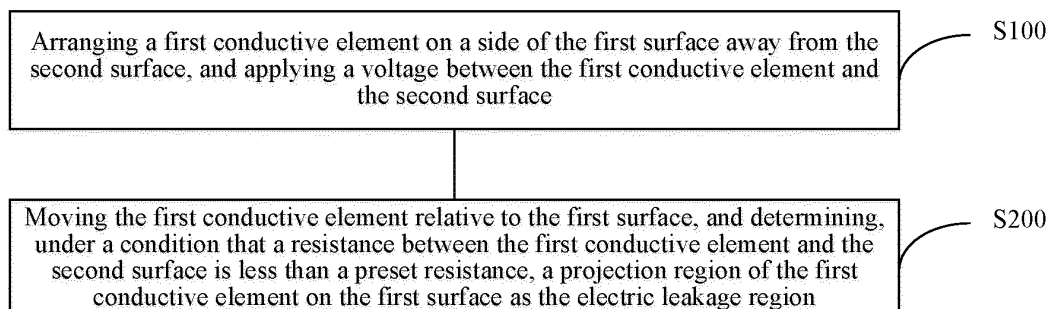 Arranging a first conductive element on a side of the first surface away from the
second surface, and applying a voltage between the first conductive element and
the second surface
S100
Moving the first conductive element relative to the first surface, and determining,
under a condition that a resistance between the first conductive element and the
second surface is less than a preset resistance, a projection region of the first
conductive element on the first surface as the electric leakage region
S200